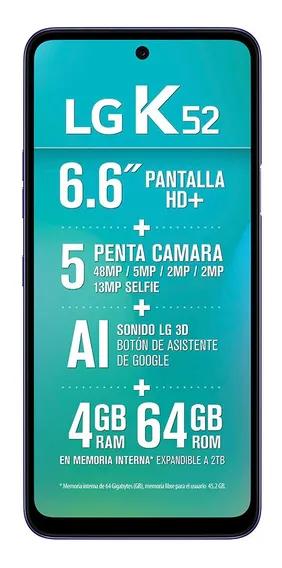 LG K52
6.6″ PANTALLA
HD+
+
5 PENTA CAMARA
48MP / 5MP / 2MP / 2MP
13MP SELFIE
+
AI SONIDO LG 3D
BOTÓN DE ASISTENTE
DE GOOGLE
+
4GB RAM 64GB ROM
EN MEMORIA INTERNA* EXPANDIBLE A 2TB
* Memoria interna de 64 Gigabytes (GB), memoria libre para el usuario 45.2 GB.